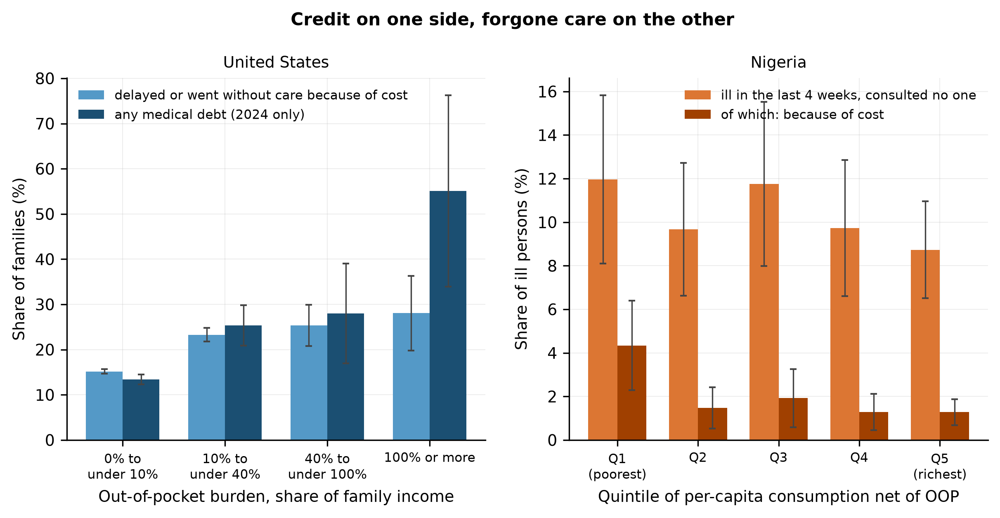 Credit on one side, forgone care on the other
United States
Share of families (%)
80
70
60
50
40
30
20
10
0
delayed or went without care because of cost
any medical debt (2024 only)
0% to
under 10%
10% to
under 40%
40% to
under 100%
100% or more
Out-of-pocket burden, share of family income
Nigeria
Share of ill persons (%)
16
14
12
10
8
6
4
2
0
ill in the last 4 weeks, consulted no one
of which: because of cost
Q1
(poorest)
Q2
Q3
Q4
Q5
(richest)
Quintile of per-capita consumption net of OOP